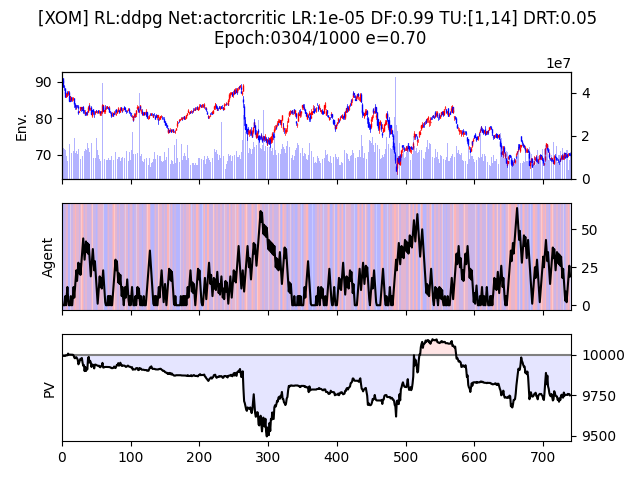 [XOM] RL:ddpg Net:actorcritic LR:1e-05 DF:0.99 TU:[1,14] DRT:0.05
Epoch:0304/1000 e=0.70
1e7
90
80
70
Env.
4
2
0
Agent
50
25
0
PV
10000
9750
9500
0 100 200 300 400 500 600 700